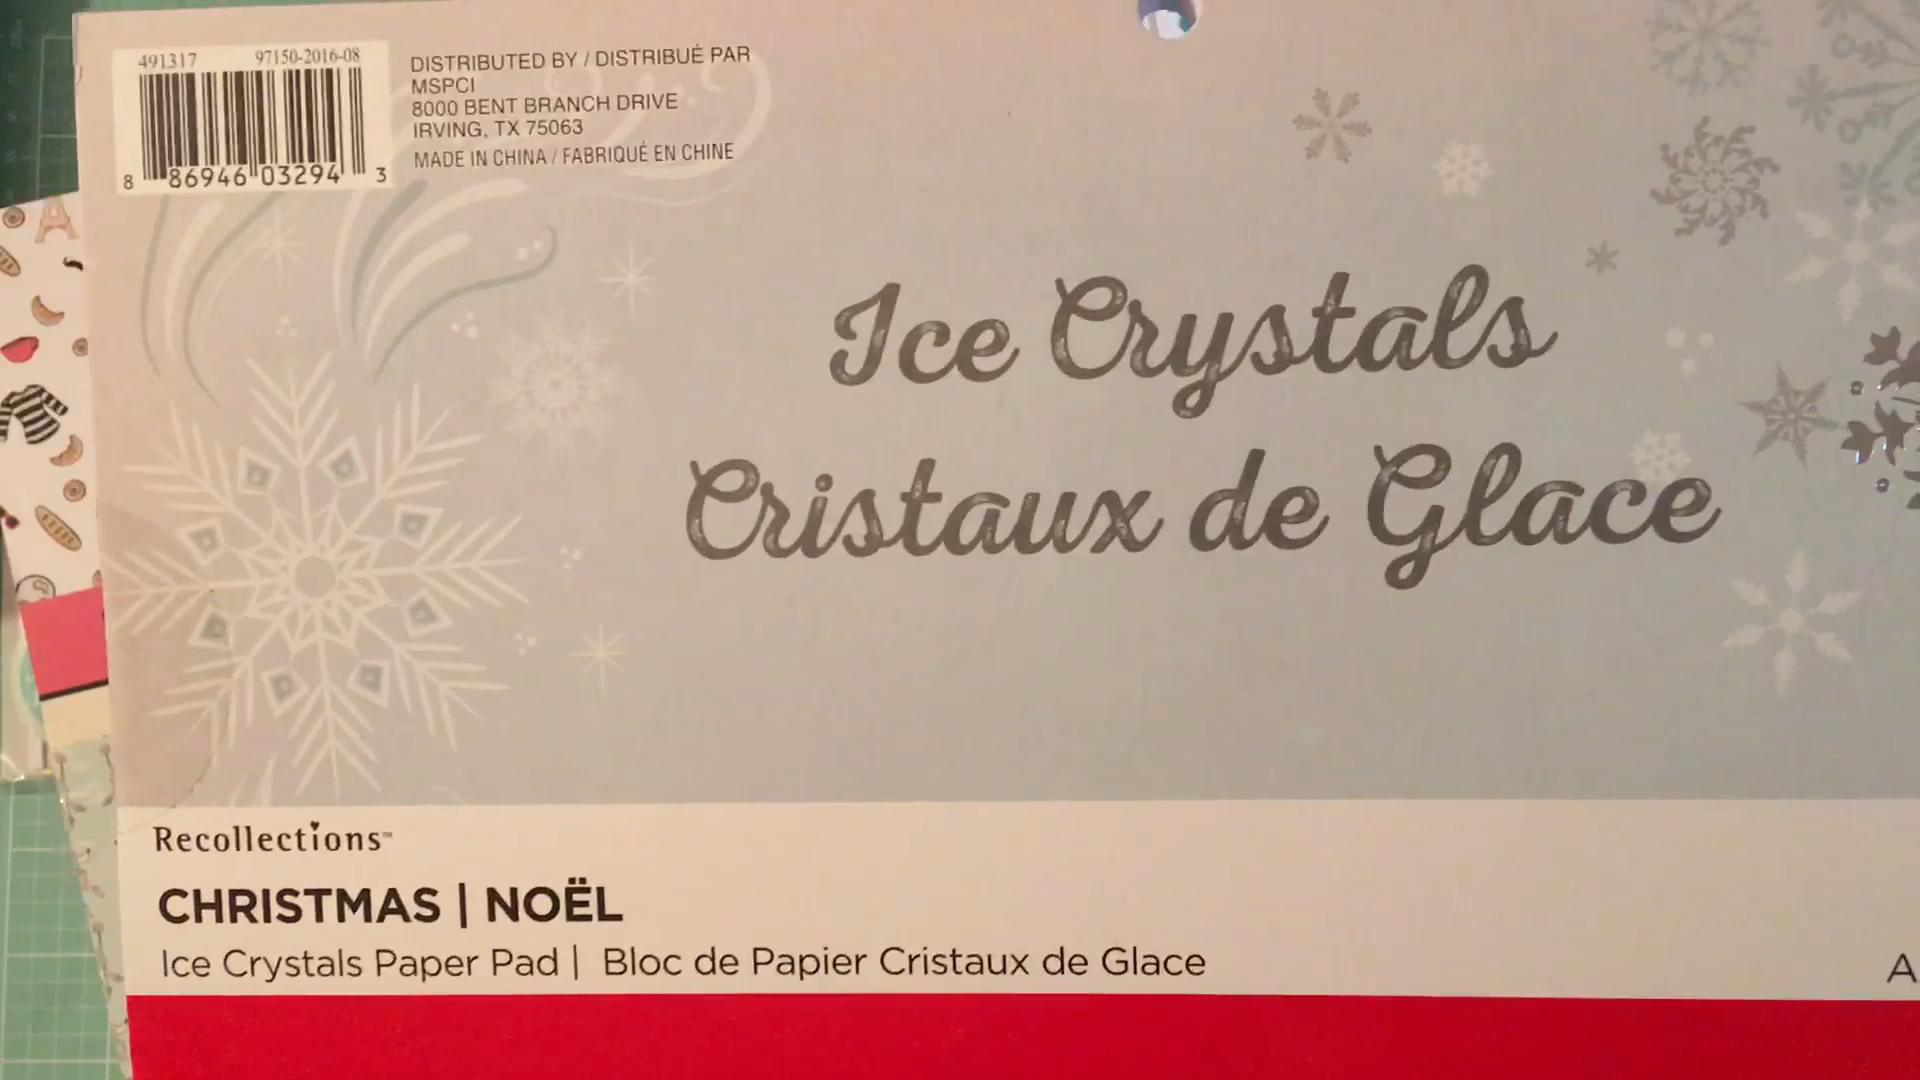 491317 97150-2016-08
8 86946 03294 3
DISTRIBUTED BY / DISTRIBUÉ PAR
MSPCI
8000 BENT BRANCH DRIVE
IRVING, TX 75063
MADE IN CHINA / FABRIQUÉ EN CHINE
Ice Crystals
Cristaux de Glace
Recollections™
CHRISTMAS | NOËL
Ice Crystals Paper Pad | Bloc de Papier Cristaux de Glace